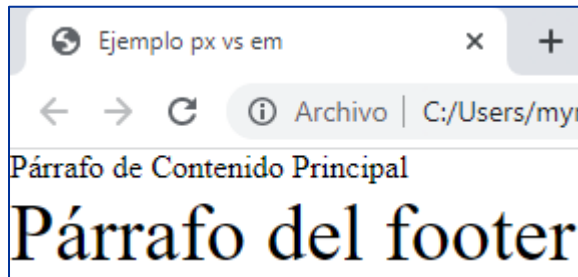 Ejemplo px vs em
Archivo | C:/Users/myr
Párrafo de Contenido Principal
Párrafo del footer